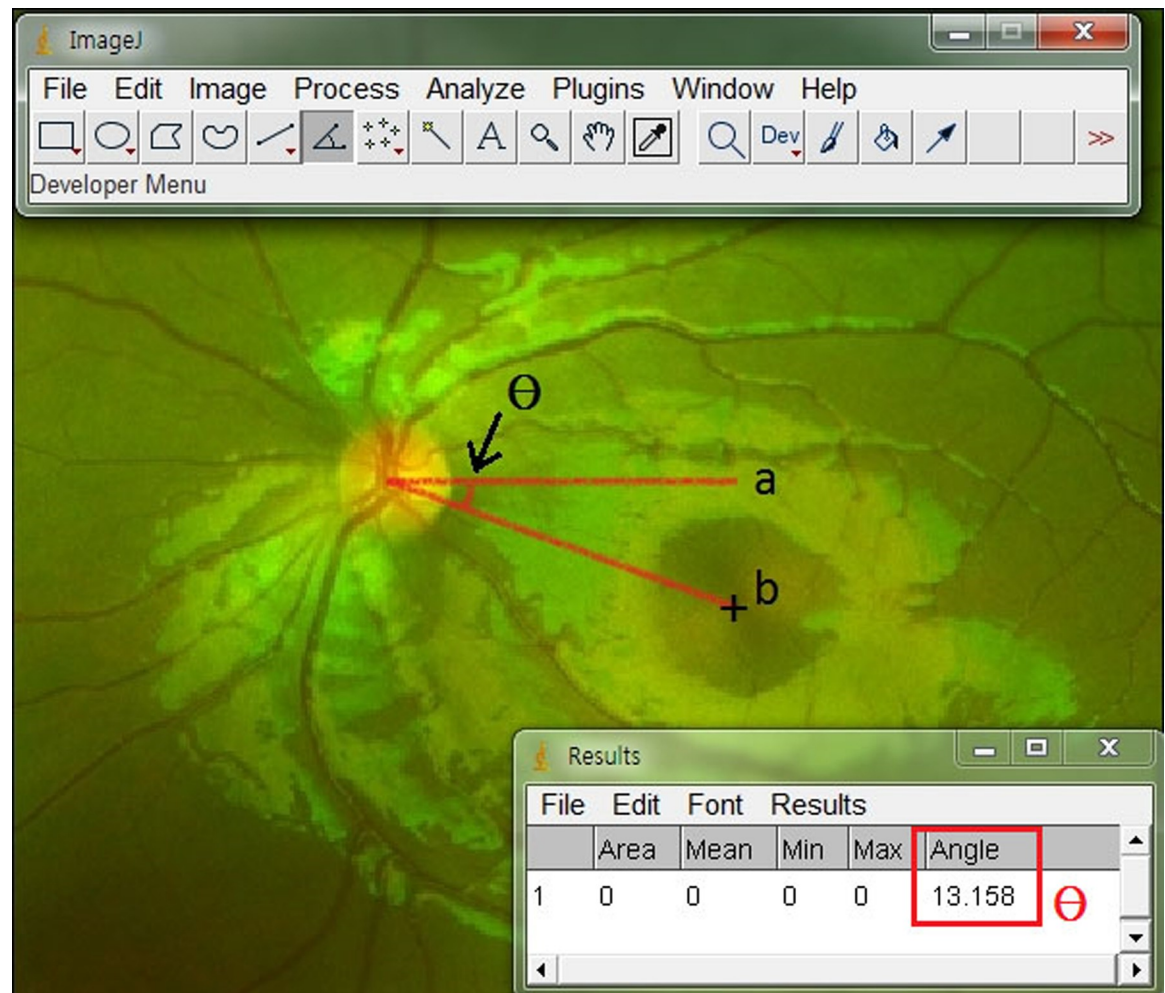 ImageJ
File Edit Image Process Analyze Plugins Window Help
A Dev >>
Developer Menu
θ
a
b
Results
File Edit Font Results
Area Mean Min Max Angle
1 0 0 0 0 13.158 θ